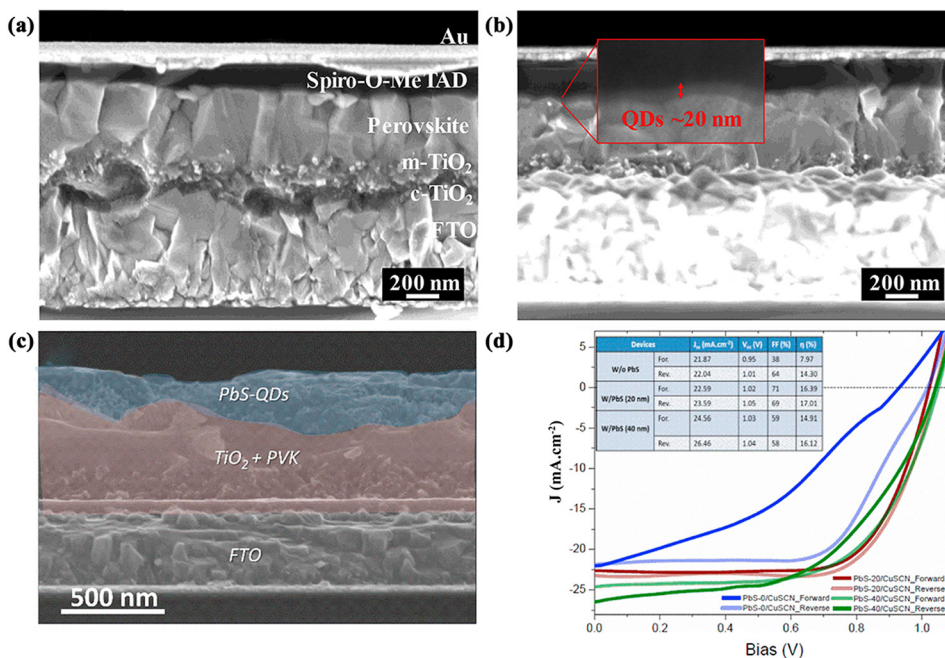 (a)
Au
Spiro-O-MeTAD
Perovskite
m-TiO₂
c-TiO₂
FTO
200 nm
(b)
QDs ~20 nm
200 nm
(c)
PbS-QDs
TiO₂ + PVK
FTO
500 nm
(d)
Devices Jsc (mA.cm⁻²) Voc (V) FF (%) η (%)
W/o PbS For. 21.87 0.95 38 7.97
Rev. 22.04 1.01 64 14.30
W/PbS (20 nm) For. 22.59 1.02 71 16.39
Rev. 23.59 1.05 69 17.01
W/PbS (40 nm) For. 24.56 1.03 59 14.91
Rev. 26.46 1.04 58 16.12
J (mA.cm⁻²)
5
0
-5
-10
-15
-20
-25
PbS-20/CuSCN_Forward
PbS-0/CuSCN_Forward PbS-20/CuSCN_Reverse
PbS-0/CuSCN_Reverse PbS-40/CuSCN_Forward
PbS-40/CuSCN_Reverse
0.0 0.2 0.4 0.6 0.8 1.0
Bias (V)